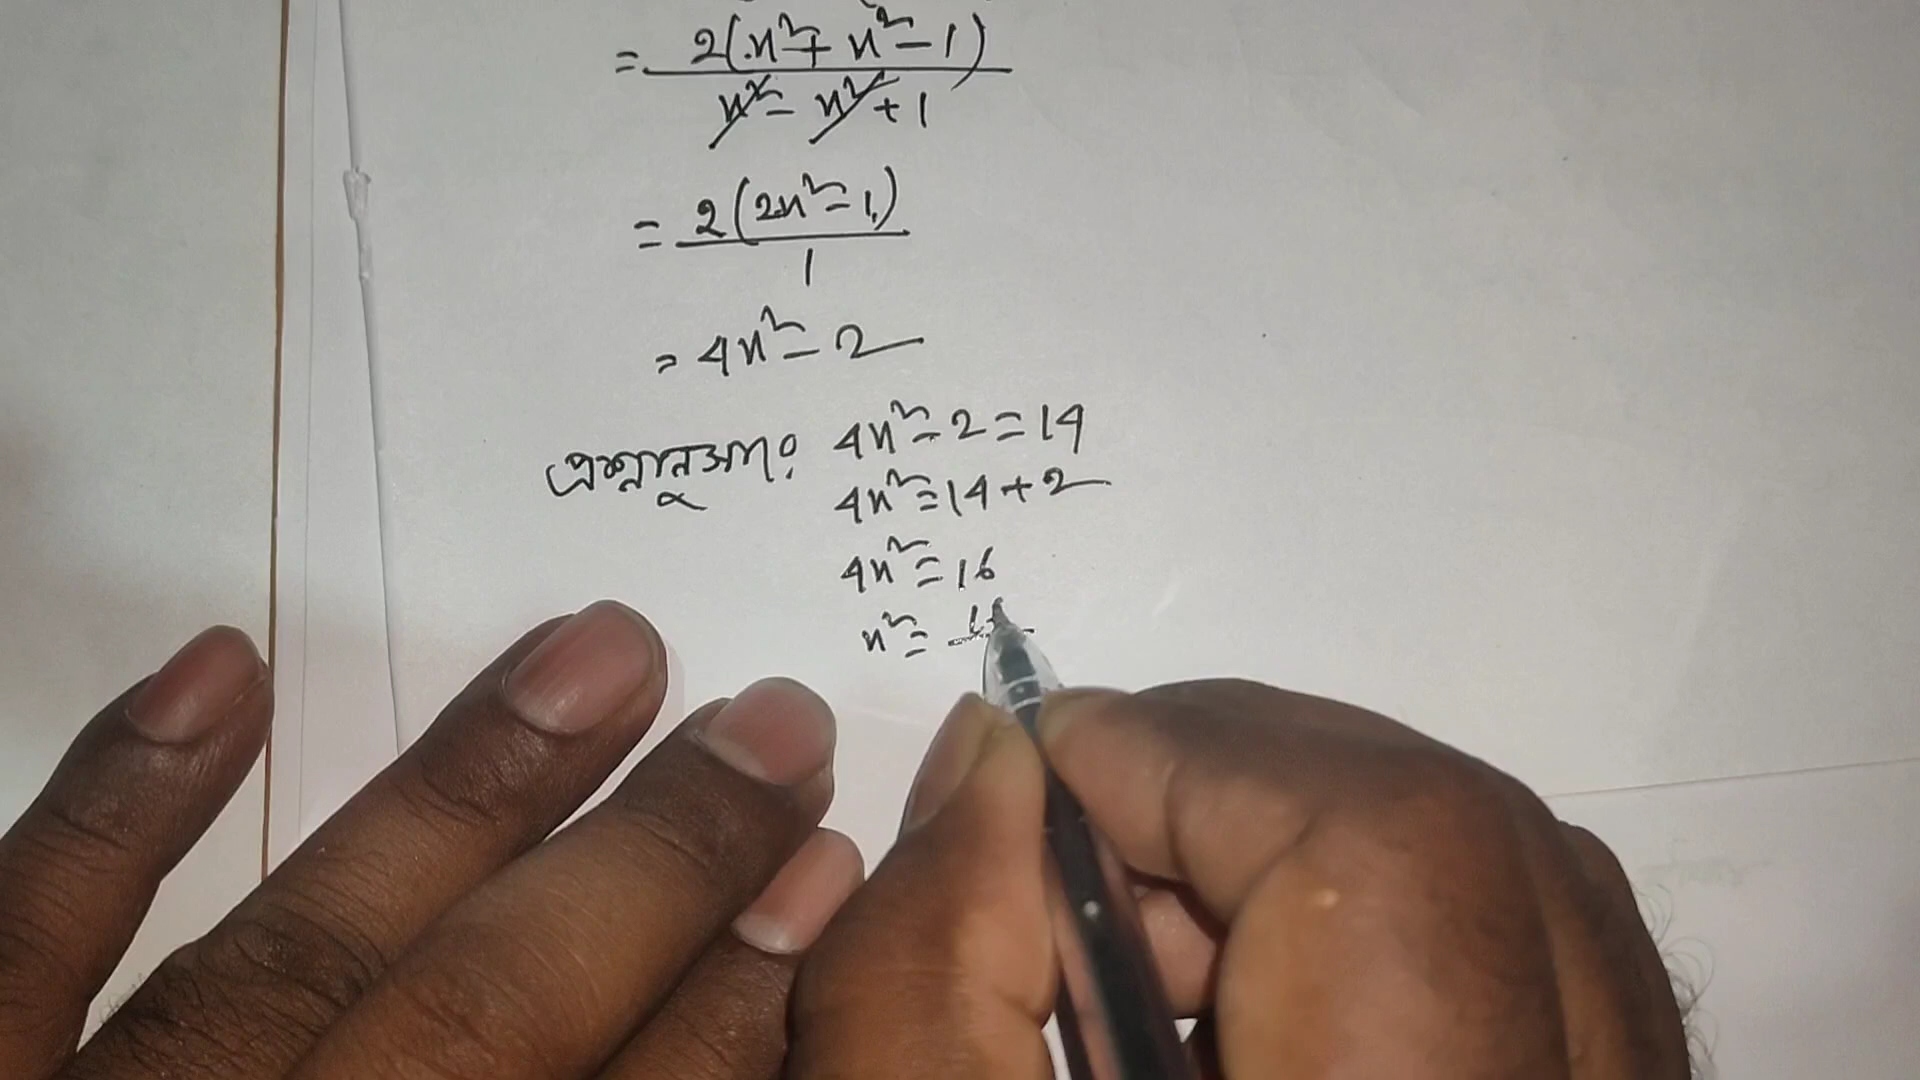 = 2(x²+x²-1) / x²-x²+1
= 2(2x²-1) / 1
= 4x²-2
প্রশ্নানুসারে 4x²-2=14
4x²=14+2
4x²=16
x²=